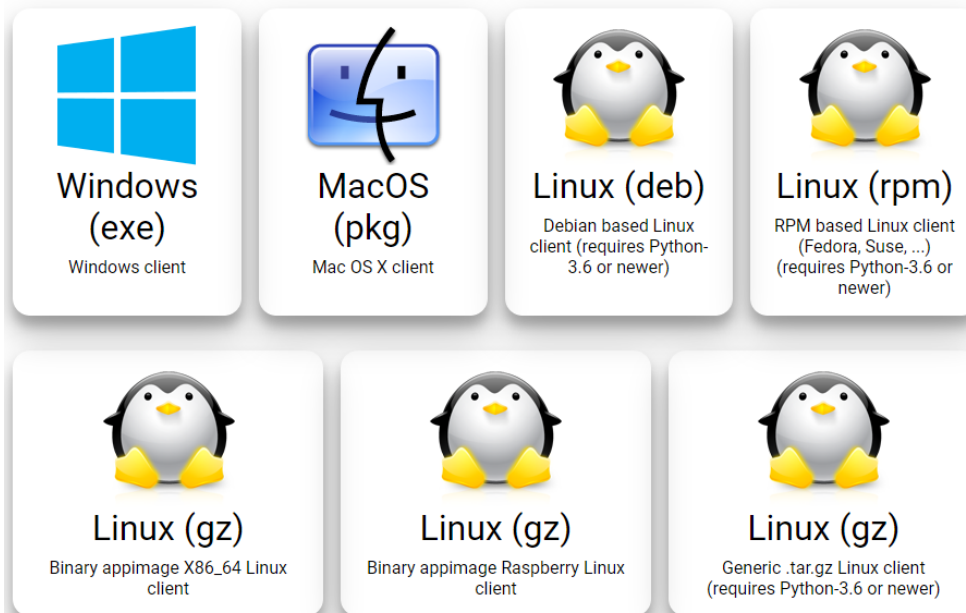 Windows
(exe)
Windows client
MacOS
(pkg)
Mac OS X client
Linux (deb)
Debian based Linux
client (requires Python-
3.6 or newer)
Linux (rpm)
RPM based Linux client
(Fedora, Suse, ...)
(requires Python-3.6 or
newer)
Linux (gz)
Binary appimage X86_64 Linux
client
Linux (gz)
Binary appimage Raspberry Linux
client
Linux (gz)
Generic .tar.gz Linux client
(requires Python-3.6 or newer)